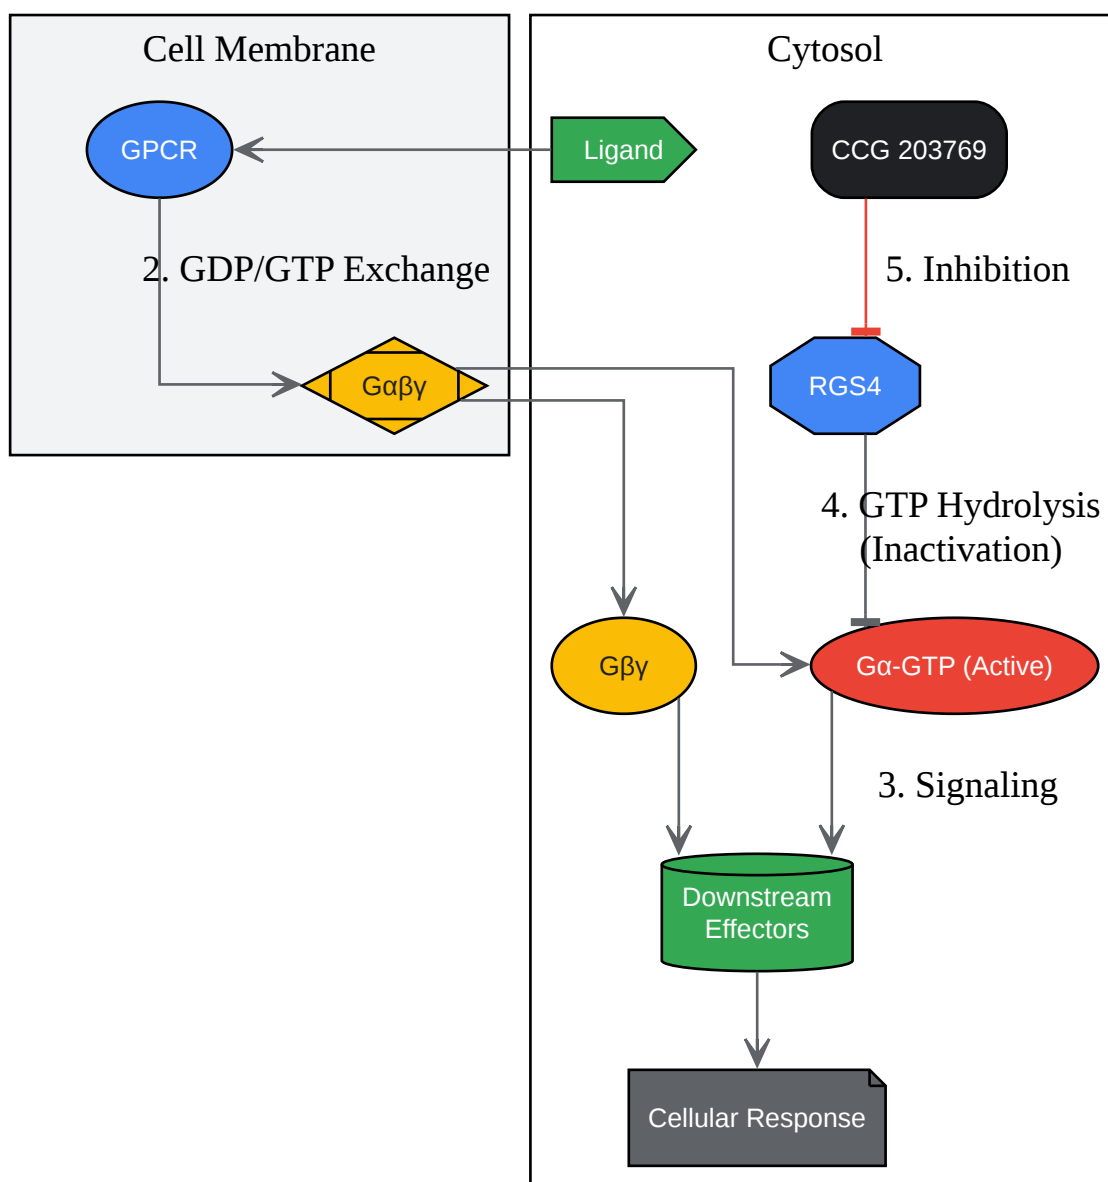 Cell Membrane
Cytosol
GPCR
Ligand
CCG 203769
2. GDP/GTP Exchange
5. Inhibition
Gαβγ
RGS4
4. GTP Hydrolysis
(Inactivation)
Gβγ
Gα-GTP (Active)
3. Signaling
Downstream
Effectors
Cellular Response